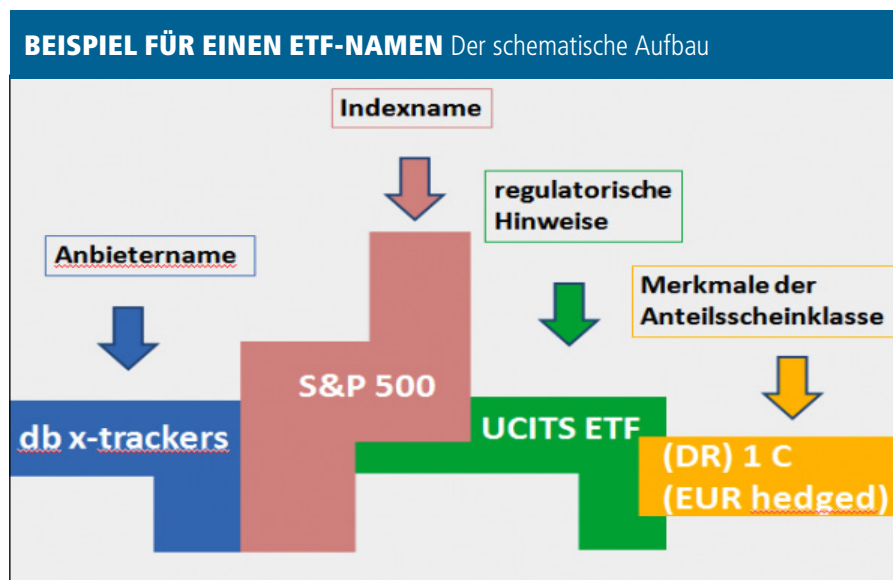 BEISPIEL FÜR EINEN ETF-NAMEN Der schematische Aufbau
Indexname
regulatorische
Hinweise
Anbietername
Merkmale der
Anteilsscheinklasse
S&P 500
db x-trackers
UCITS ETF
(DR) 1 C
(EUR hedged)